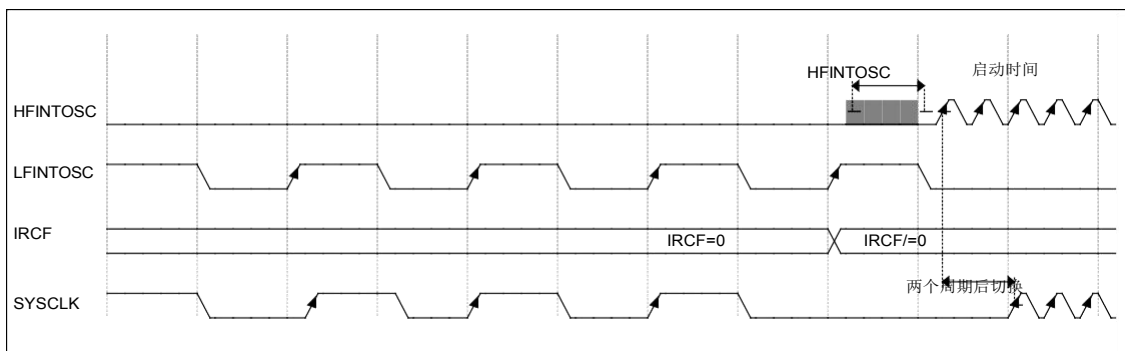 HFINTOSC 启动时间
HFINTOSC
LFINTOSC
IRCF
IRCF=0 IRCF/=0
SYSCLK
两个周期后切换